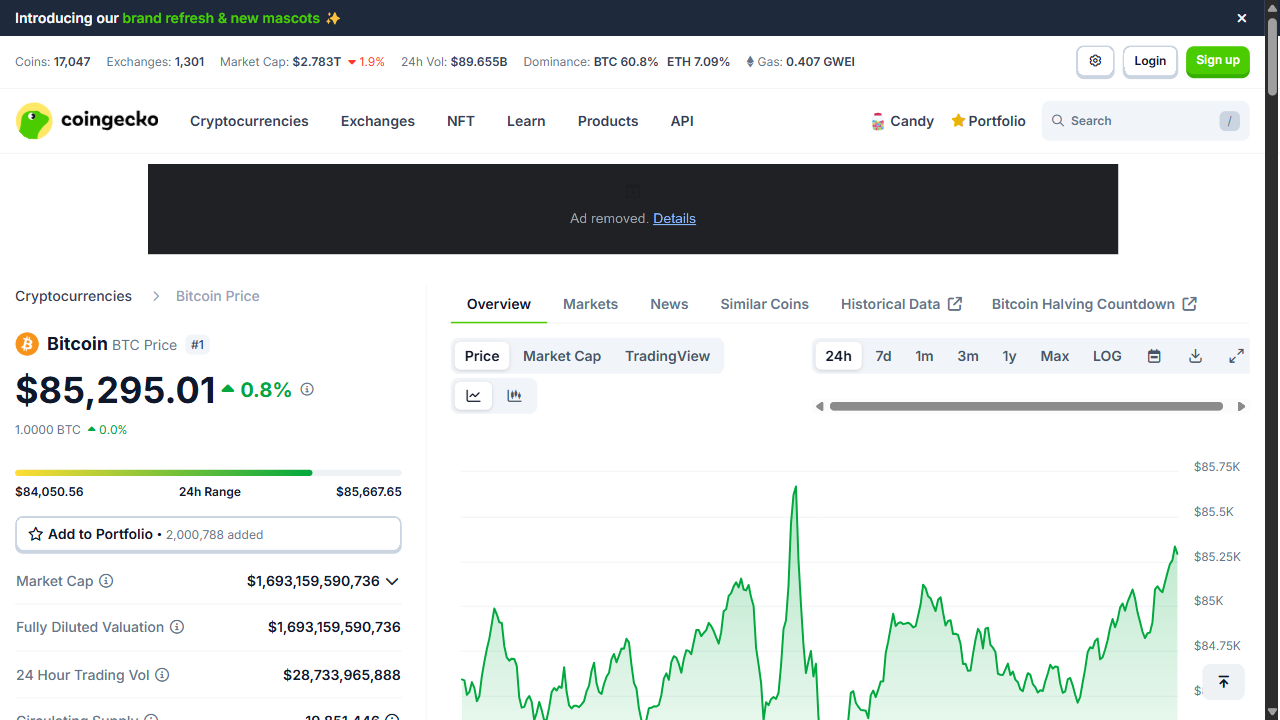 Introducing our brand refresh & new mascots ✨
Coins: 17,047 Exchanges: 1,301 Market Cap: $2.783T 1.9% 24h Vol: $89.655B Dominance: BTC 60.8% ETH 7.09% Gas: 0.407 GWEI
Login
Sign up
coingecko
Cryptocurrencies Exchanges NFT Learn Products API
Candy Portfolio
Search /
Ad removed. Details
Cryptocurrencies Bitcoin Price
Bitcoin BTC Price #1
$85,295.01 0.8%
1.0000 BTC 0.0%
$84,050.56 24h Range $85,667.65
Add to Portfolio • 2,000,788 added
Market Cap $1,693,159,590,736
Fully Diluted Valuation $1,693,159,590,736
24 Hour Trading Vol $28,733,965,888
Circulating Supply 19,851,446
Overview Markets News Similar Coins Historical Data Bitcoin Halving Countdown
Price Market Cap TradingView
24h 7d 1m 3m 1y Max LOG
$85.75K
$85.5K
$85.25K
$85K
$84.75K